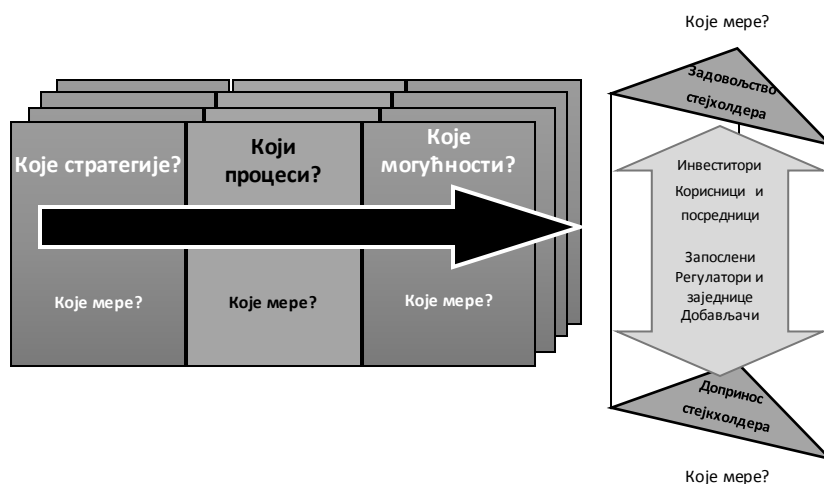 Које мере?
Задовољство
стејхолдера
Које стратегије?
Који
процеси?
Које
могућности?
Које мере?
Које мере?
Које мере?
Инвеститори
Корисници и
посредници
Запослени
Регулатори и
заједнице
Добављачи
Допринос
стејкхолдера
Које мере?